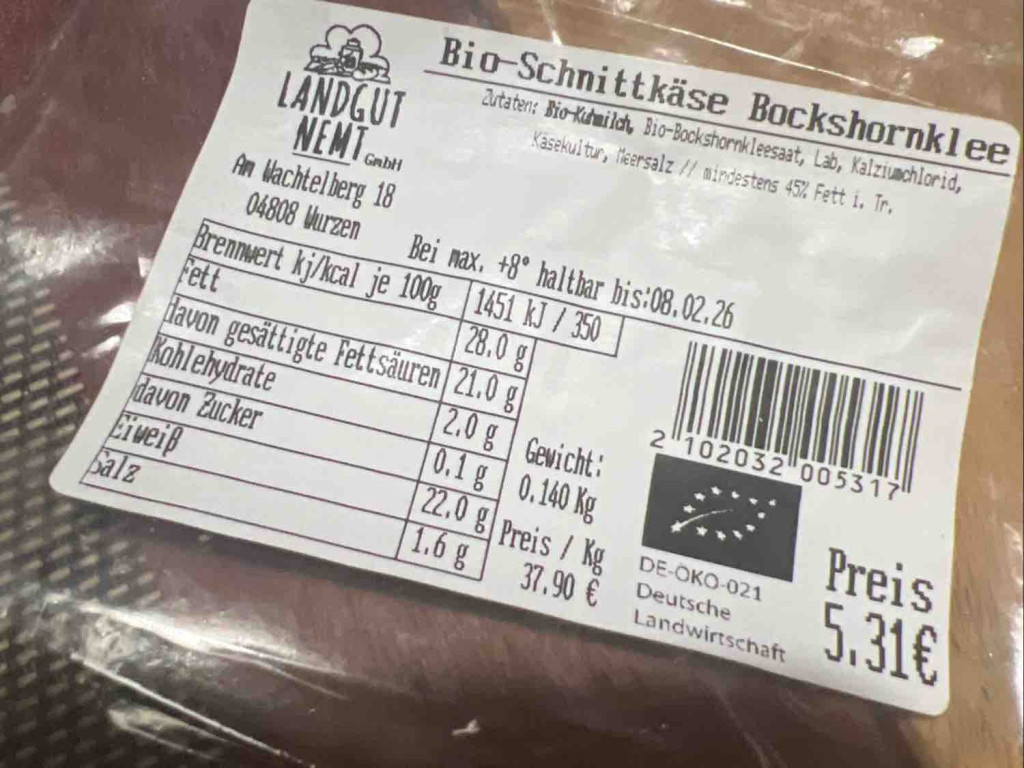 LANDGUT
NEMT GmbH
Am Wachtelberg 18
04808 Wurzen
Bio-Schnittkäse Bockshornklee
Zutaten: Bio-Kuhmilch, Bio-Bockshornkleesaat, Lab, Kalziumchlorid,
Käsekultur, Meersalz // mindestens 45% Fett i. Tr.
Bei max. +8° haltbar bis:08.02.26
Brennwert kj/kcal je 100g 1451 kJ / 350
Fett 28.0 g
davon gesättigte Fettsäuren 21.0 g
Kohlehydrate 2.0 g
davon Zucker 0.1 g
Eiweiß 22.0 g
Salz 1.6 g
Gewicht:
0.140 Kg
Preis / Kg
37.90 €
2 102032 005317
DE-ÖKO-021
Deutsche
Landwirtschaft
Preis
5.31€